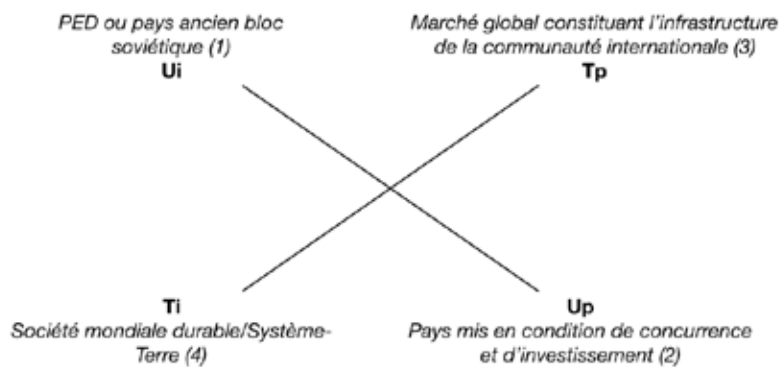 PED ou pays ancien bloc
soviétique (1)
Ui
Marché global constituant l'infrastructure
de la communauté internationale (3)
Tp
Ti
Société mondiale durable/Système-
Terre (4)
Up
Pays mis en condition de concurrence
et d'investissement (2)